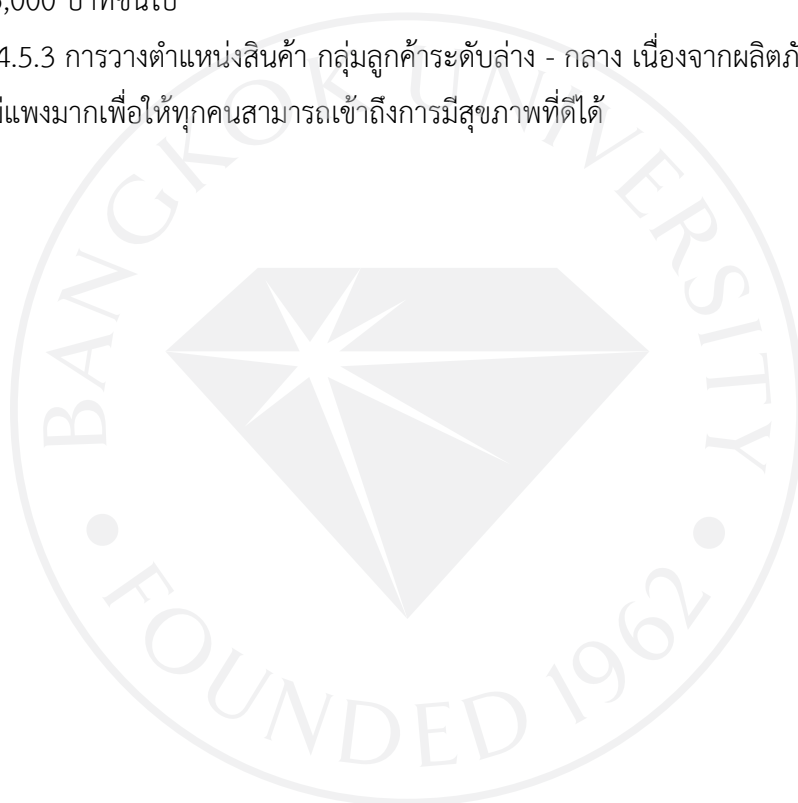 ,000 บาทขึ้นไป
4.5.3 การวางตำแหน่งสินค้า กลุ่มลูกค้าระดับล่าง - กลาง เนื่องจากผลิตภั
แพงมากเพื่อให้ทุกคนสามารถเข้าถึงการมีสุขภาพที่ดีได้
BANGKOK UNIVERSITY
• FOUNDED 1962 •